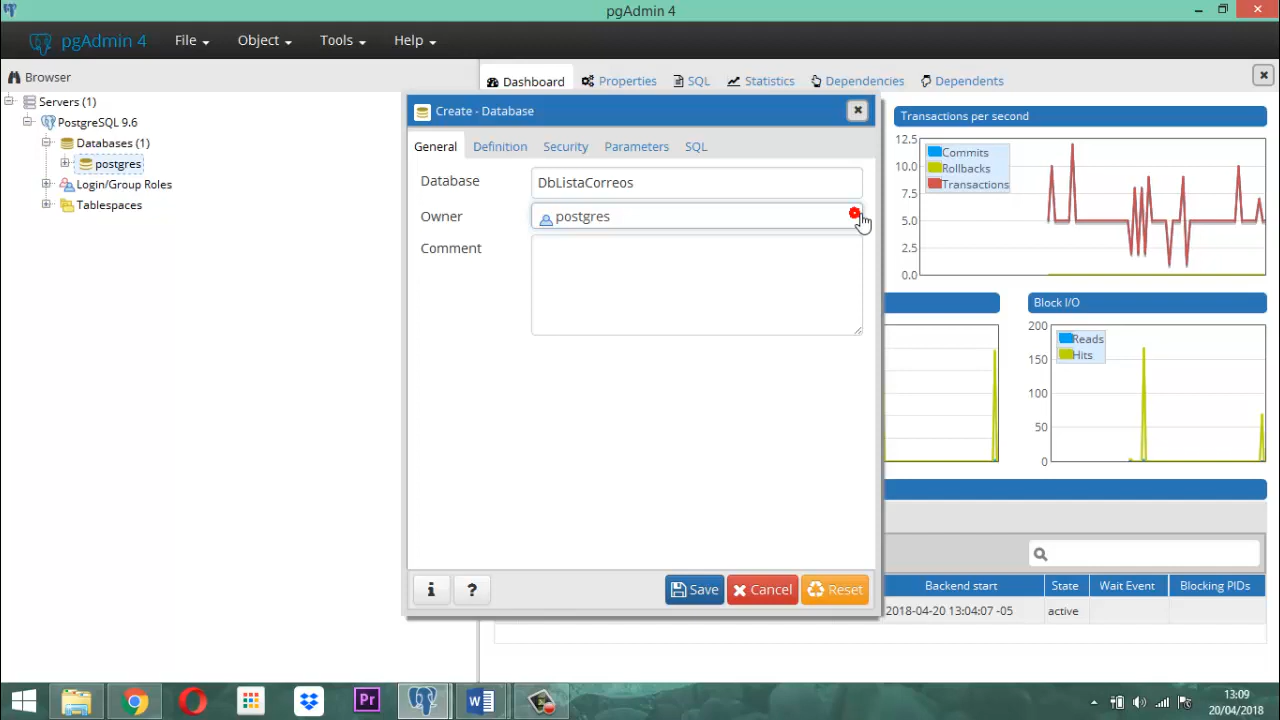 pgAdmin 4
pgAdmin 4 File Object Tools Help
Browser
Servers (1)
PostgreSQL 9.6
Databases (1)
postgres
Login/Group Roles
Tablespaces
Dashboard Properties SQL Statistics Dependencies Dependents
Create - Database
General Definition Security Parameters SQL
Database DbListaCorreos
Owner postgres
Comment
i ? Save Cancel Reset
Transactions per second
12.5
10.0
7.5
5.0
2.5
0.0
Commits
Rollbacks
Transactions
Block I/O
200
150
100
50
0
Reads
Hits
Backend start State Wait Event Blocking PIDs
2018-04-20 13:04:07 -05 active
Pr
13:09
20/04/2018